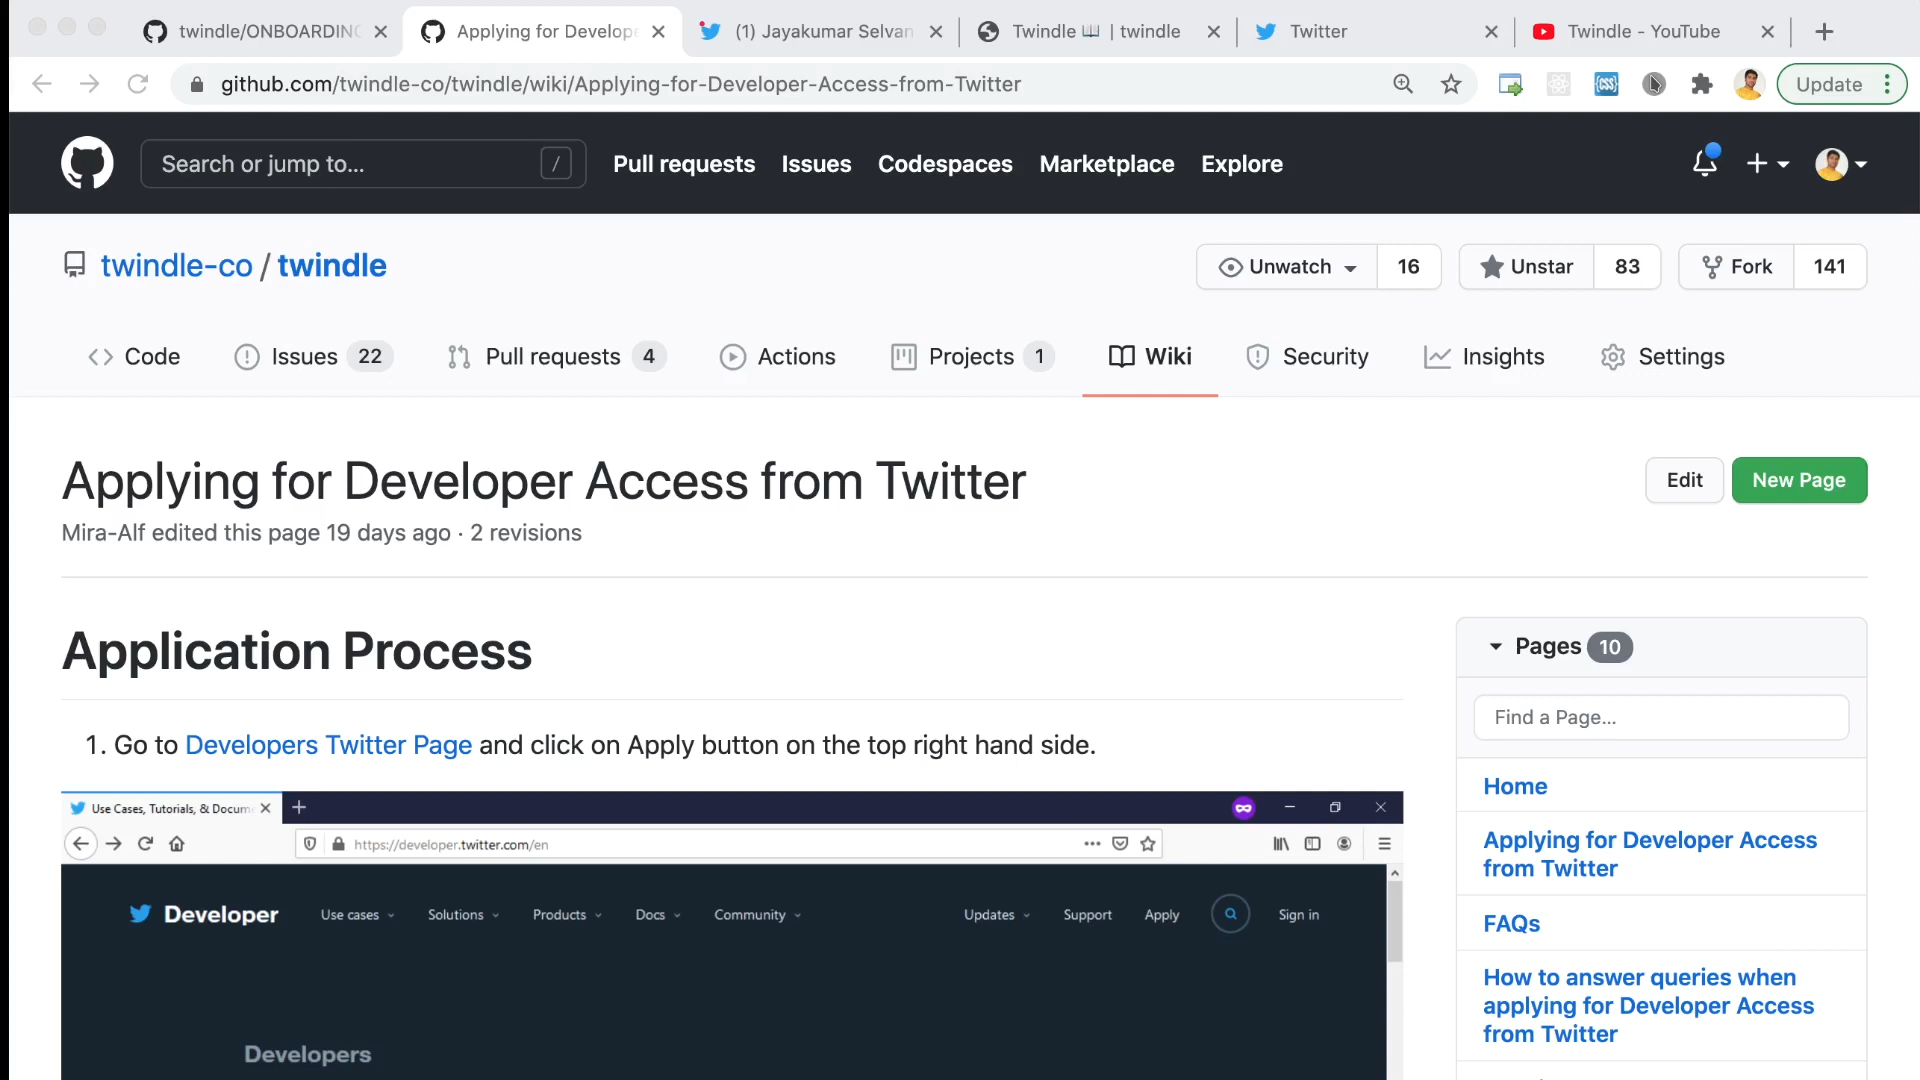 twindle/ONBOARDING
Applying for Develope
(1) Jayakumar Selvan
Twindle 📖 | twindle
Twitter
Twindle - YouTube
github.com/twindle-co/twindle/wiki/Applying-for-Developer-Access-from-Twitter
Update
Search or jump to...
/
Pull requests
Issues
Codespaces
Marketplace
Explore
twindle-co / twindle
Unwatch
16
Unstar
83
Fork
141
Code
Issues 22
Pull requests 4
Actions
Projects 1
Wiki
Security
Insights
Settings
Applying for Developer Access from Twitter
Edit
New Page
Mira-Alf edited this page 19 days ago · 2 revisions
Application Process
1. Go to Developers Twitter Page and click on Apply button on the top right hand side.
Use Cases, Tutorials, & Docum
https://developer.twitter.com/en
Developer
Use cases
Solutions
Products
Docs
Community
Updates
Support
Apply
Sign in
Developers
Pages 10
Find a Page...
Home
Applying for Developer Access
from Twitter
FAQs
How to answer queries when
applying for Developer Access
from Twitter